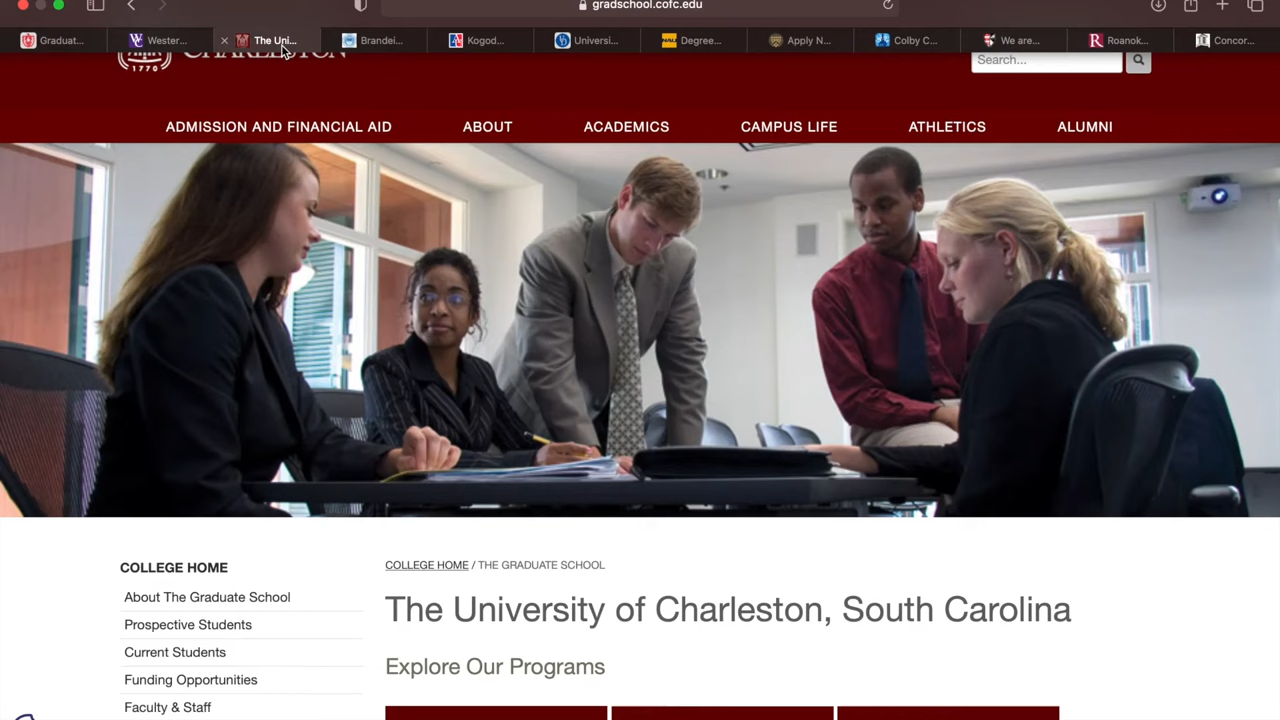 gradschool.cofc.edu
Graduat...
Wester...
The Uni...
Brandei...
Kogod...
Universi...
Degree...
Apply N...
Colby C...
We are...
Roanok...
Concor...
CHARLESTON
1770
Search...
ADMISSION AND FINANCIAL AID
ABOUT
ACADEMICS
CAMPUS LIFE
ATHLETICS
ALUMNI
COLLEGE HOME
About The Graduate School
Prospective Students
Current Students
Funding Opportunities
Faculty & Staff
COLLEGE HOME / THE GRADUATE SCHOOL
The University of Charleston, South Carolina
Explore Our Programs